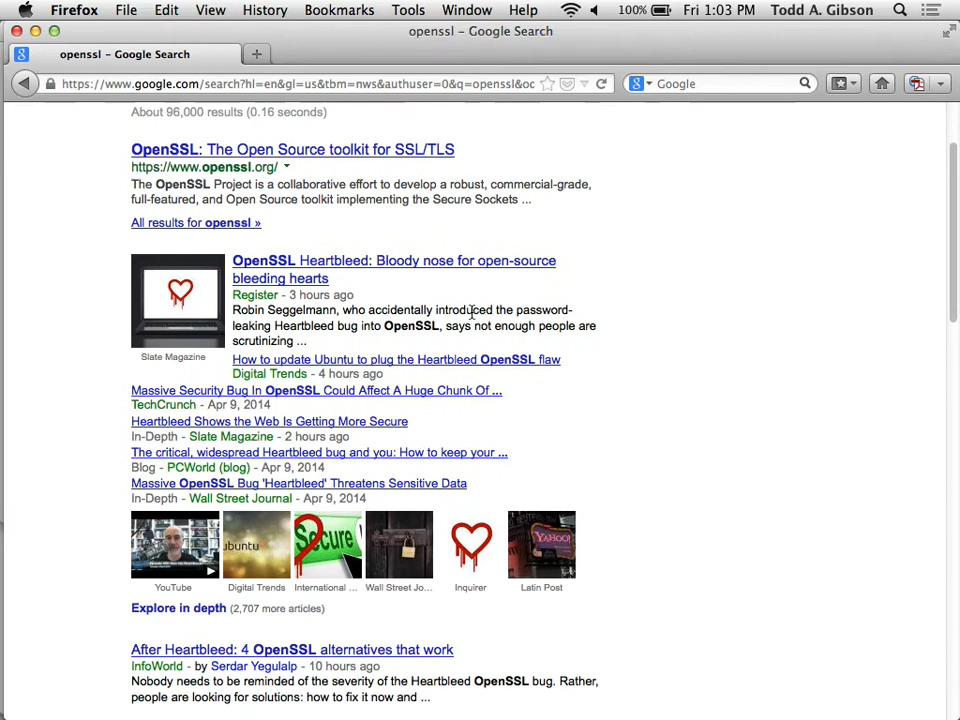 Firefox File Edit View History Bookmarks Tools Window Help 100% Fri 1:03 PM Todd A. Gibson
openssl – Google Search
openssl – Google Search
https://www.google.com/search?hl=en&gl=us&tbm=nws&authuser=0&q=openssl&oc Google
About 96,000 results (0.16 seconds)
OpenSSL: The Open Source toolkit for SSL/TLS
https://www.openssl.org/
The OpenSSL Project is a collaborative effort to develop a robust, commercial-grade,
full-featured, and Open Source toolkit implementing the Secure Sockets ...
All results for openssl »
OpenSSL Heartbleed: Bloody nose for open-source
bleeding hearts
Register - 3 hours ago
Robin Seggelmann, who accidentally introduced the password-
leaking Heartbleed bug into OpenSSL, says not enough people are
scrutinizing ...
Slate Magazine
How to update Ubuntu to plug the Heartbleed OpenSSL flaw
Digital Trends - 4 hours ago
Massive Security Bug In OpenSSL Could Affect A Huge Chunk Of ...
TechCrunch - Apr 9, 2014
Heartbleed Shows the Web Is Getting More Secure
In-Depth - Slate Magazine - 2 hours ago
The critical, widespread Heartbleed bug and you: How to keep your ...
Blog - PCWorld (blog) - Apr 9, 2014
Massive OpenSSL Bug 'Heartbleed' Threatens Sensitive Data
In-Depth - Wall Street Journal - Apr 9, 2014
ubuntu Secure YAHOO!
YouTube Digital Trends International ... Wall Street Jo... Inquirer Latin Post
Explore in depth (2,707 more articles)
After Heartbleed: 4 OpenSSL alternatives that work
InfoWorld - by Serdar Yegulalp - 10 hours ago
Nobody needs to be reminded of the severity of the Heartbleed OpenSSL bug. Rather,
people are looking for solutions: how to fix it now and ...